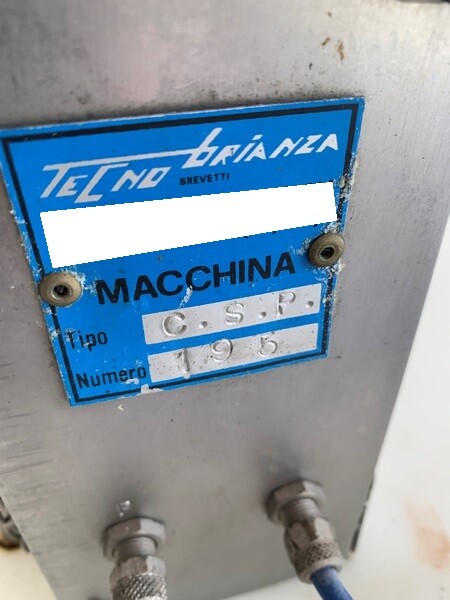 TECNO brIANZA
BREVETTI
MACCHINA
Tipo C.S.P.
Numero 195